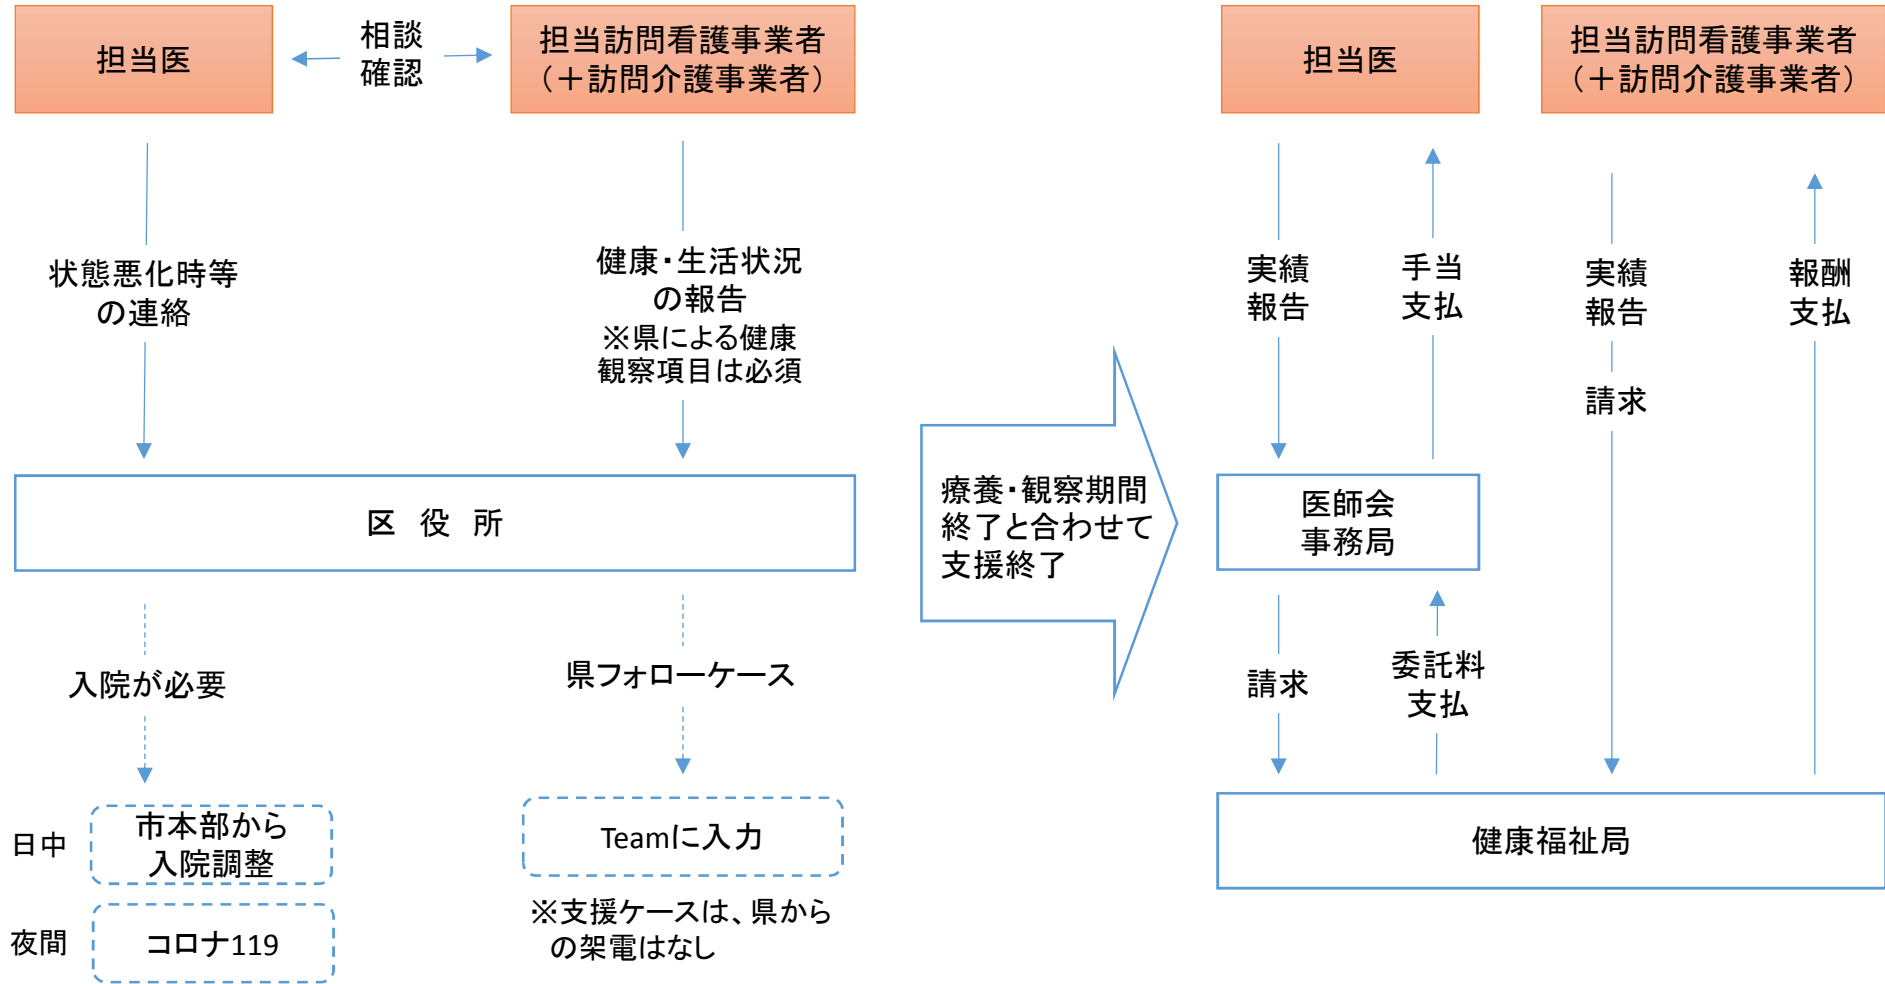 担当医
相談
確認
担当訪問看護事業者
（＋訪問介護事業者）
状態悪化時等
の連絡
健康・生活状況
の報告
※県による健康
観察項目は必須
区　役　所
入院が必要
県フォローケース
日中
市本部から
入院調整
夜間
コロナ119
Teamに入力
※支援ケースは、県から
の架電はなし
療養・観察期間
終了と合わせて
支援終了
担当医
担当訪問看護事業者
（＋訪問介護事業者）
実績
報告
手当
支払
実績
報告
報酬
支払
請求
医師会
事務局
請求
委託料
支払
健康福祉局